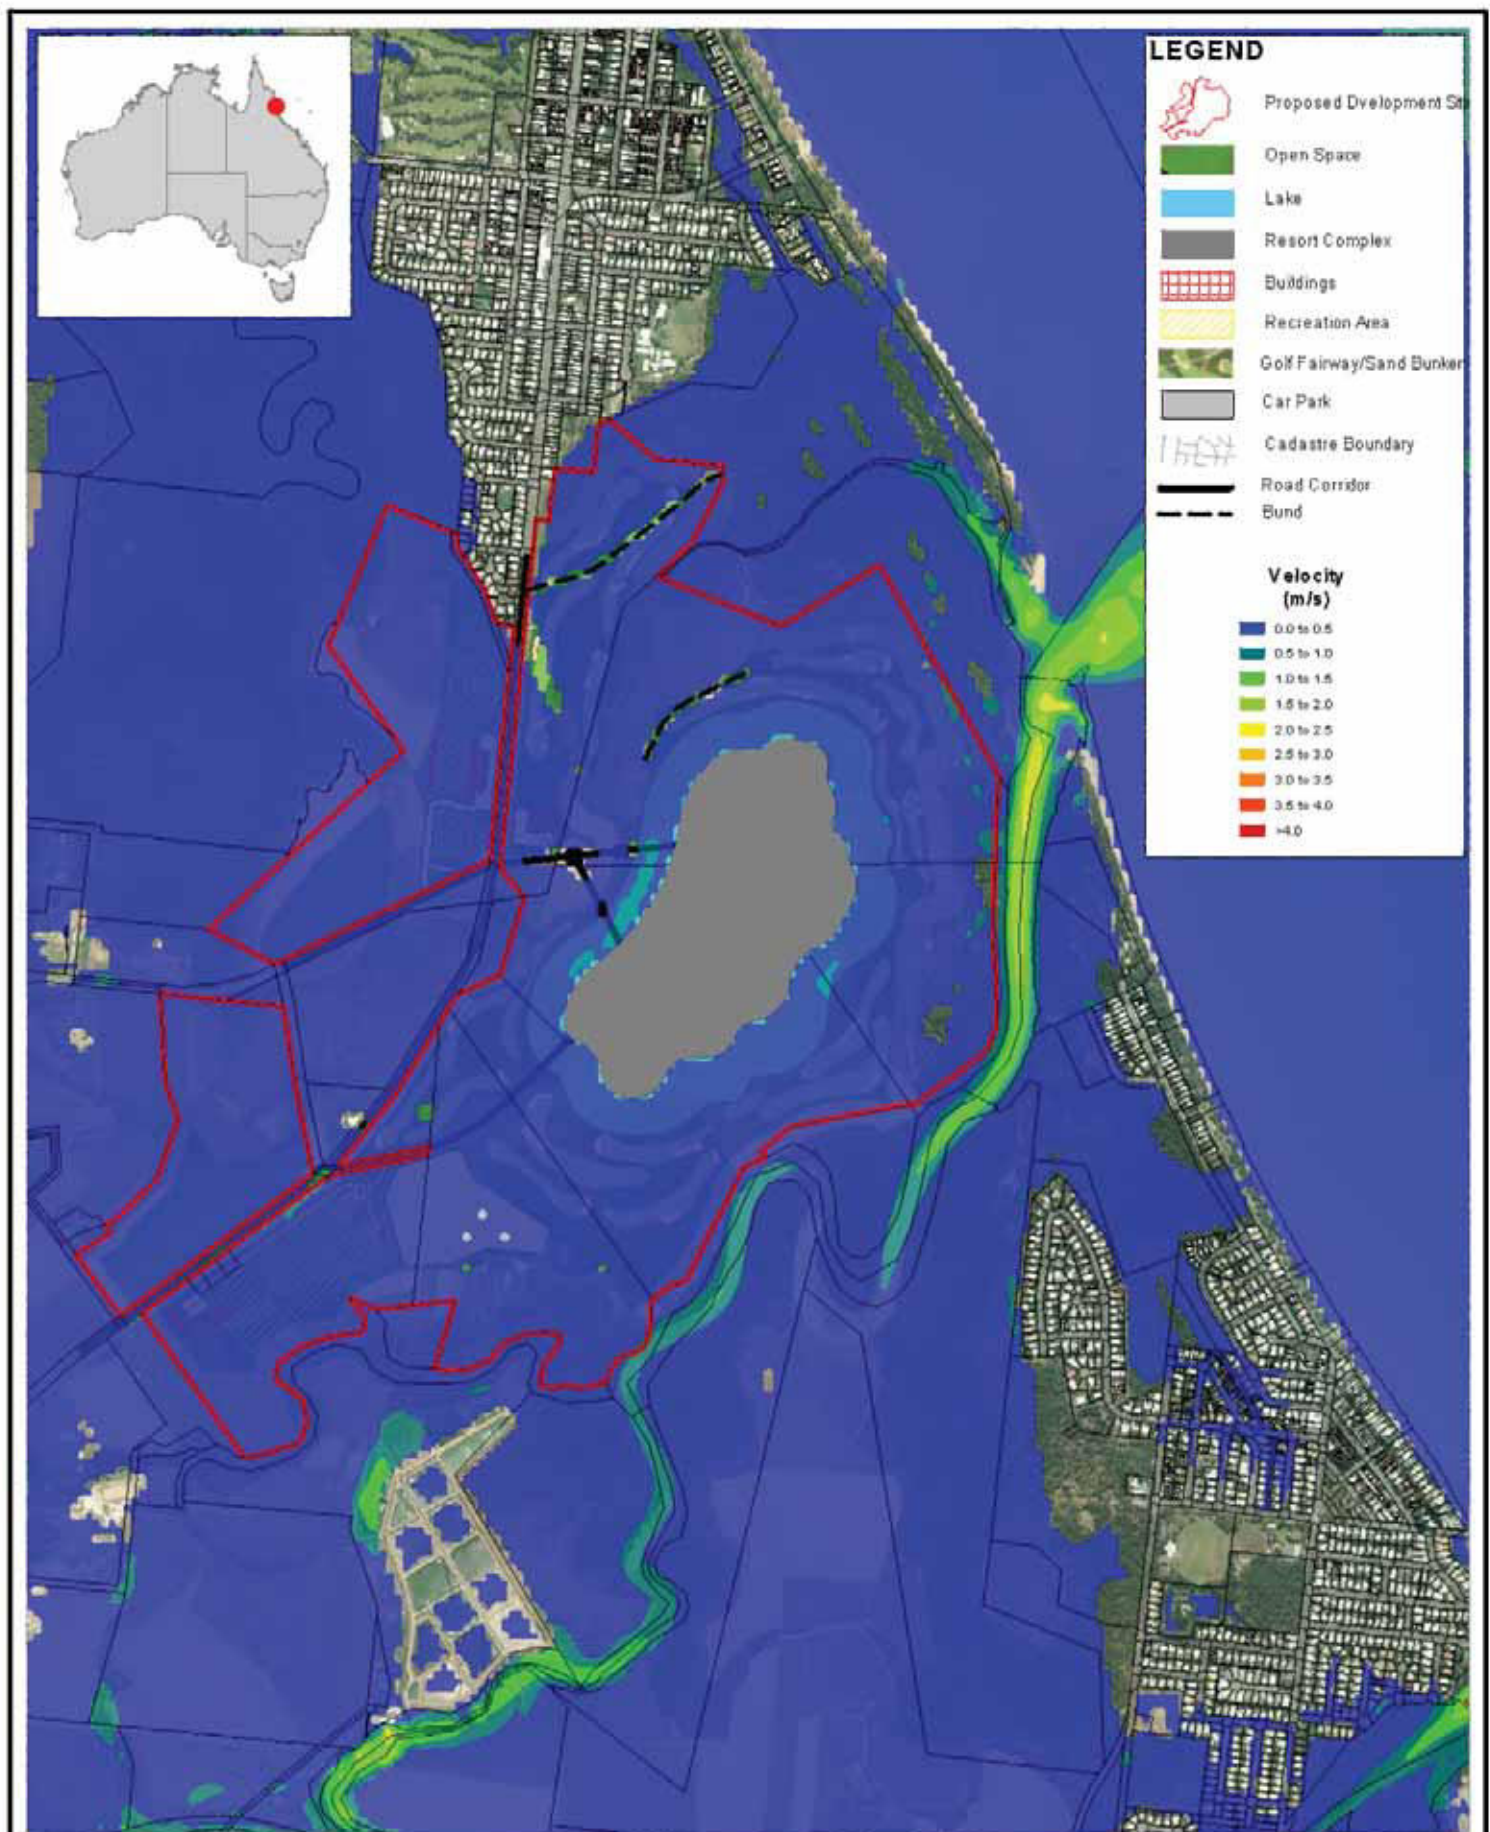 LEGEND
Proposed Dvelopment Site
Open Space
Lake
Resort Complex
Buildings
Recreation Area
Golf Fairway/Sand Bunker
Car Park
Cadastre Boundary
Road Corridor
Bund
Velocity
(m/s)
0.0 to 0.5
0.5 to 1.0
1.0 to 1.5
1.5 to 2.0
2.0 to 2.5
2.5 to 3.0
3.0 to 3.5
3.5 to 4.0
>4.0